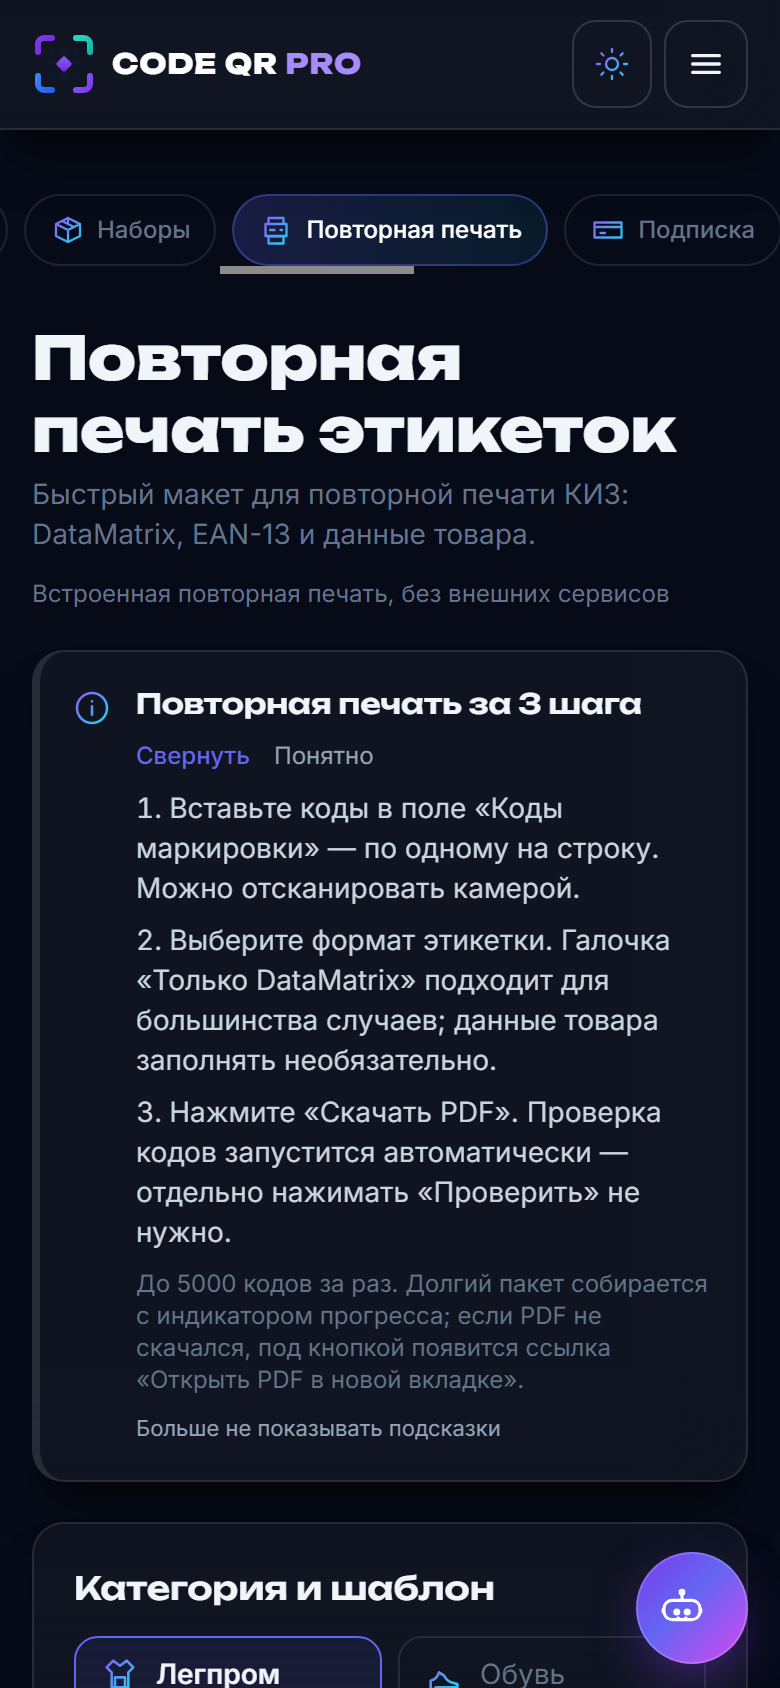 CODE QR PRO
Наборы
Повторная печать
Подписка
Повторная
печать этикеток
Быстрый макет для повторной печати КИЗ:
DataMatrix, EAN-13 и данные товара.
Встроенная повторная печать, без внешних сервисов
Повторная печать за 3 шага
Свернуть Понятно
1. Вставьте коды в поле «Коды
маркировки» — по одному на строку.
Можно отсканировать камерой.
2. Выберите формат этикетки. Галочка
«Только DataMatrix» подходит для
большинства случаев; данные товара
заполнять необязательно.
3. Нажмите «Скачать PDF». Проверка
кодов запустится автоматически —
отдельно нажимать «Проверить» не
нужно.
До 5000 кодов за раз. Долгий пакет собирается
с индикатором прогресса; если PDF не
скачался, под кнопкой появится ссылка
«Открыть PDF в новой вкладке».
Больше не показывать подсказки
Категория и шаблон
Легпром
Обувь